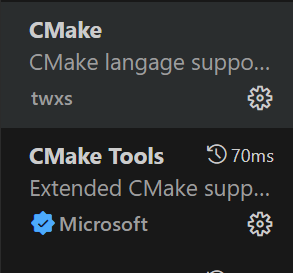 CMake
CMake langage suppo...
twxs
CMake Tools 70ms
Extended CMake supp...
Microsoft